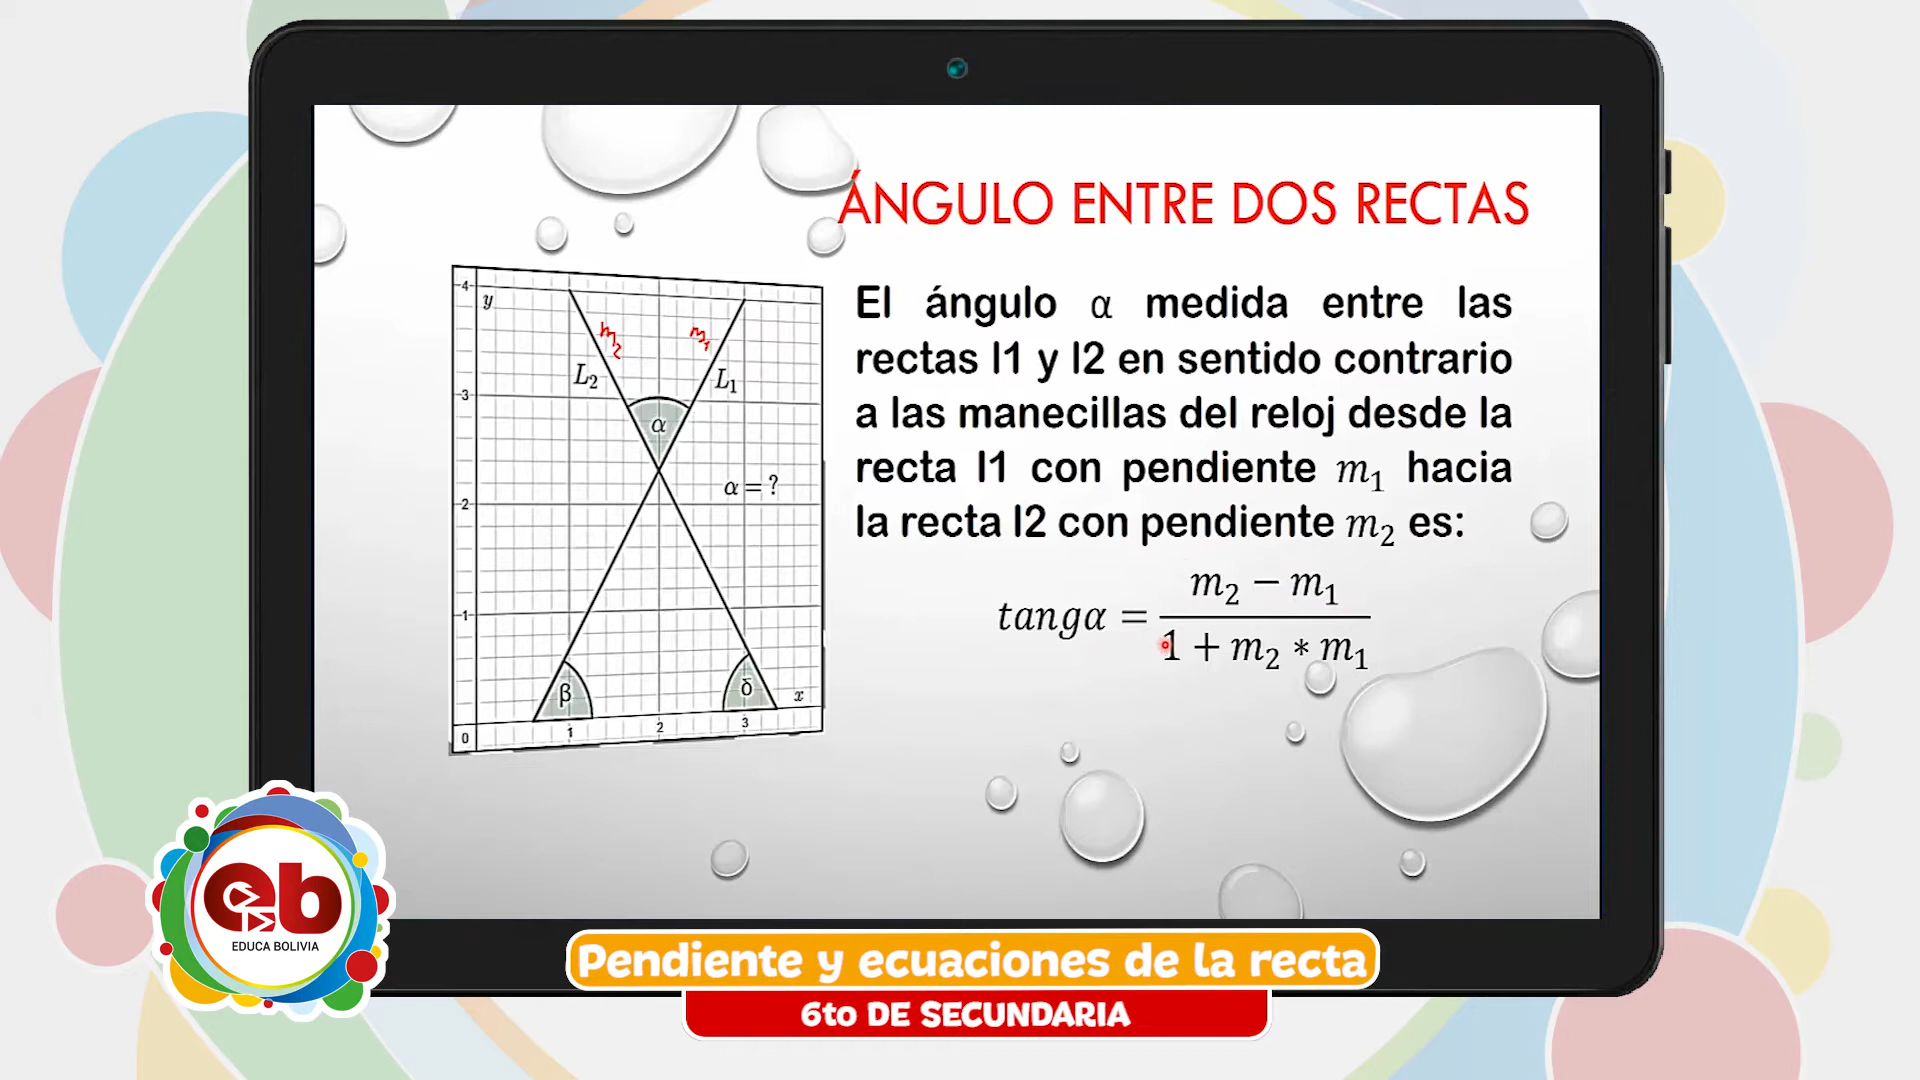 ÁNGULO ENTRE DOS RECTAS
El ángulo α medida entre las
rectas l1 y l2 en sentido contrario
a las manecillas del reloj desde la
recta l1 con pendiente m₁ hacia
la recta l2 con pendiente m₂ es:
tangα = (m₂ − m₁) / (1 + m₂ ∗ m₁)
4
y
m₂
m₁
L₂
L₁
3
α
α = ?
2
1
β
δ
x
0
1
2
3
eb
EDUCA BOLIVIA
Pendiente y ecuaciones de la recta
6to DE SECUNDARIA